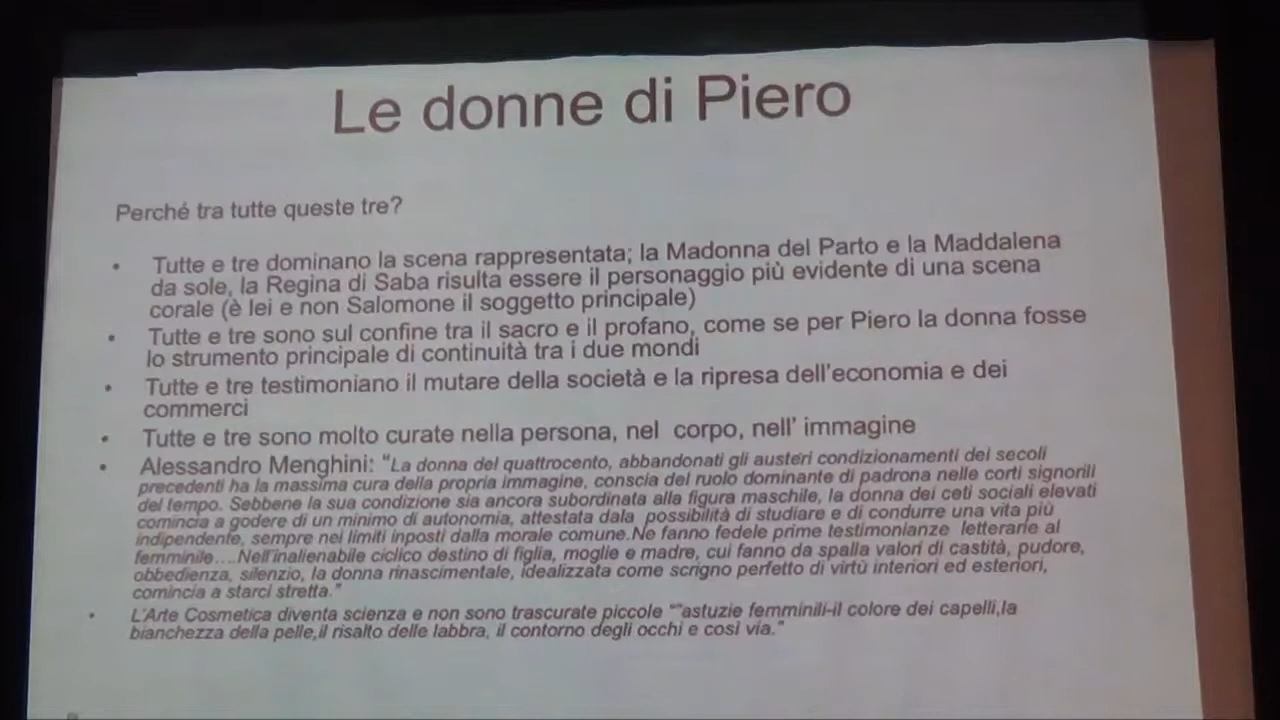 Le donne di Piero
Perché tra tutte queste tre?
• Tutte e tre dominano la scena rappresentata; la Madonna del Parto e la Maddalena
da sole, la Regina di Saba risulta essere il personaggio più evidente di una scena
corale (è lei e non Salomone il soggetto principale)
• Tutte e tre sono sul confine tra il sacro e il profano, come se per Piero la donna fosse
lo strumento principale di continuità tra i due mondi
• Tutte e tre testimoniano il mutare della società e la ripresa dell'economia e dei
commerci
• Tutte e tre sono molto curate nella persona, nel corpo, nell' immagine
• Alessandro Menghini: "La donna del quattrocento, abbandonati gli austeri condizionamenti dei secoli
precedenti ha la massima cura della propria immagine, conscia del ruolo dominante di padrona nelle corti signorili
del tempo. Sebbene la sua condizione sia ancora subordinata alla figura maschile, la donna dei ceti sociali elevati
comincia a godere di un minimo di autonomia, attestata dala possibilità di studiare e di condurre una vita più
indipendente, sempre nei limiti inposti dalla morale comune.Ne fanno fedele prime testimonianze letterarie al
femminile....Nell'inalienabile ciclico destino di figlia, moglie e madre, cui fanno da spalla valori di castità, pudore,
obbedienza, silenzio, la donna rinascimentale, idealizzata come scrigno perfetto di virtù interiori ed esteriori,
comincia a starci stretta."
• L'Arte Cosmetica diventa scienza e non sono trascurate piccole ""astuzie femminili-il colore dei capelli,la
bianchezza della pelle,il risalto delle labbra, il contorno degli occhi e così via."